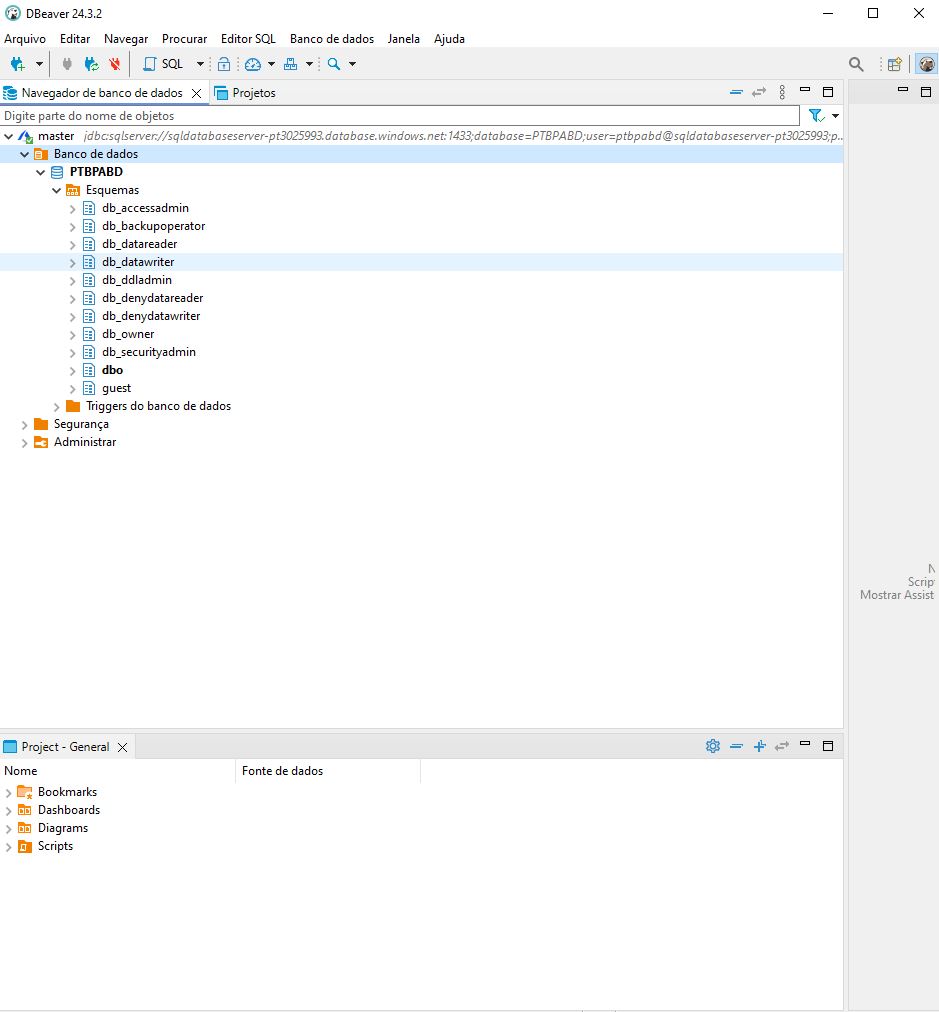 DBeaver 24.3.2
Arquivo Editar Navegar Procurar Editor SQL Banco de dados Janela Ajuda
SQL
Navegador de banco de dados Projetos
Digite parte do nome de objetos
master jdbc:sqlserver://sqldatabaseserver-pt3025993.database.windows.net:1433;database=PTBPABD;user=ptbpabd@sqldatabaseserver-pt3025993;p...
Banco de dados
PTBPABD
Esquemas
db_accessadmin
db_backupoperator
db_datareader
db_datawriter
db_ddladmin
db_denydatareader
db_denydatawriter
db_owner
db_securityadmin
dbo
guest
Triggers do banco de dados
Segurança
Administrar
N
Scrip
Mostrar Assist
Project - General
Nome Fonte de dados
Bookmarks
Dashboards
Diagrams
Scripts